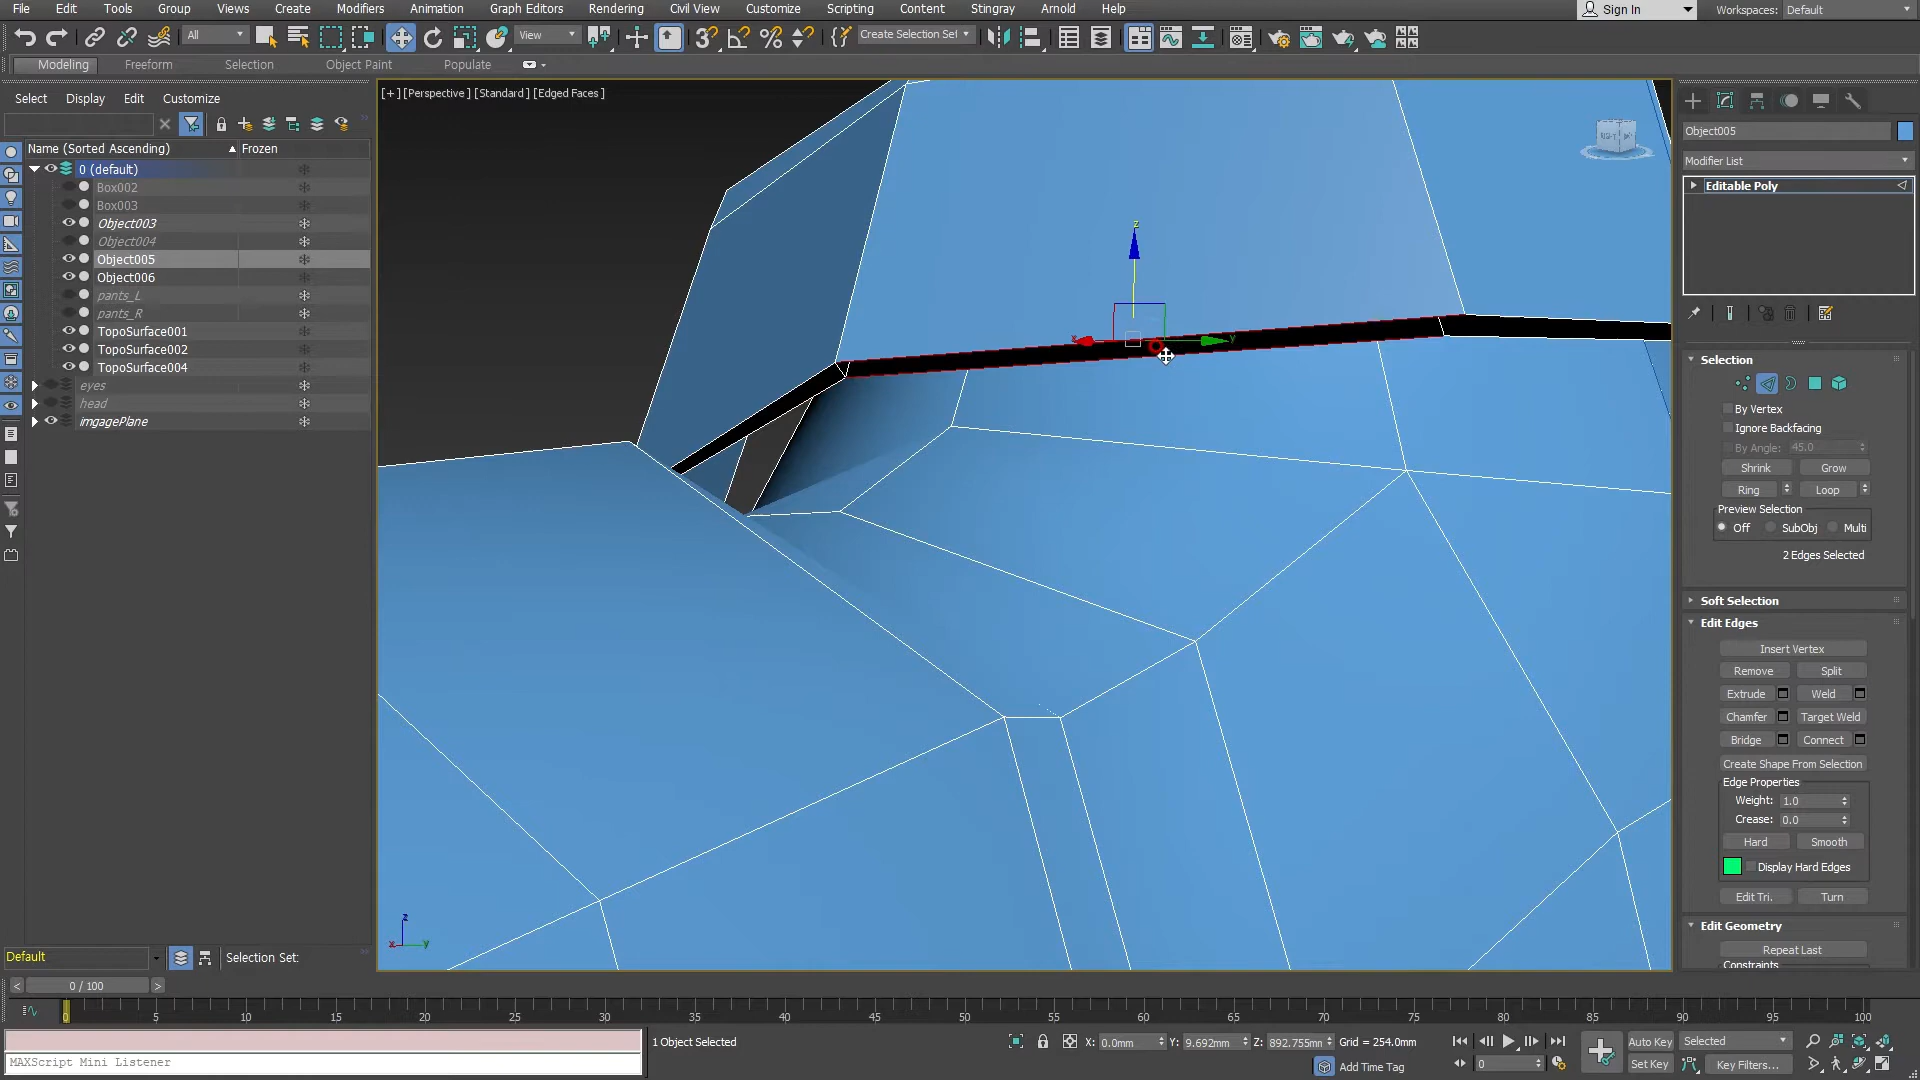 File Edit Tools Group Views Create Modifiers Animation Graph Editors Rendering Civil View Customize Scripting Content Stingray Arnold Help Sign In Workspaces: Default
All View Create Selection Set
Modeling Freeform Selection Object Paint Populate
Select Display Edit Customize
[+] [Perspective] [Standard] [Edged Faces]
Name (Sorted Ascending) Frozen
0 (default)
Box002
Box003
Object003
Object004
Object005
Object006
pants_L
pants_R
TopoSurface001
TopoSurface002
TopoSurface004
eyes
head
imgagePlane
z
x
y
z
x
y
Object005
Modifier List
Editable Poly
Selection
By Vertex
Ignore Backfacing
By Angle: 45.0
Shrink Grow
Ring Loop
Preview Selection
Off SubObj Multi
2 Edges Selected
Soft Selection
Edit Edges
Insert Vertex
Remove Split
Extrude Weld
Chamfer Target Weld
Bridge Connect
Create Shape From Selection
Edge Properties
Weight: 1.0
Crease: 0.0
Hard Smooth
Display Hard Edges
Edit Tri. Turn
Edit Geometry
Repeat Last
Constraints
Default Selection Set:
< 0 / 100 >
0 5 10 15 20 25 30 35 40 45 50 55 60 65 70 75 80 85 90 95 100
1 Object Selected X: 0.0mm Y: 9.692mm Z: 892.755mm Grid = 254.0mm Auto Key Selected
MAXScript Mini Listener Add Time Tag 0 Set Key Key Filters...